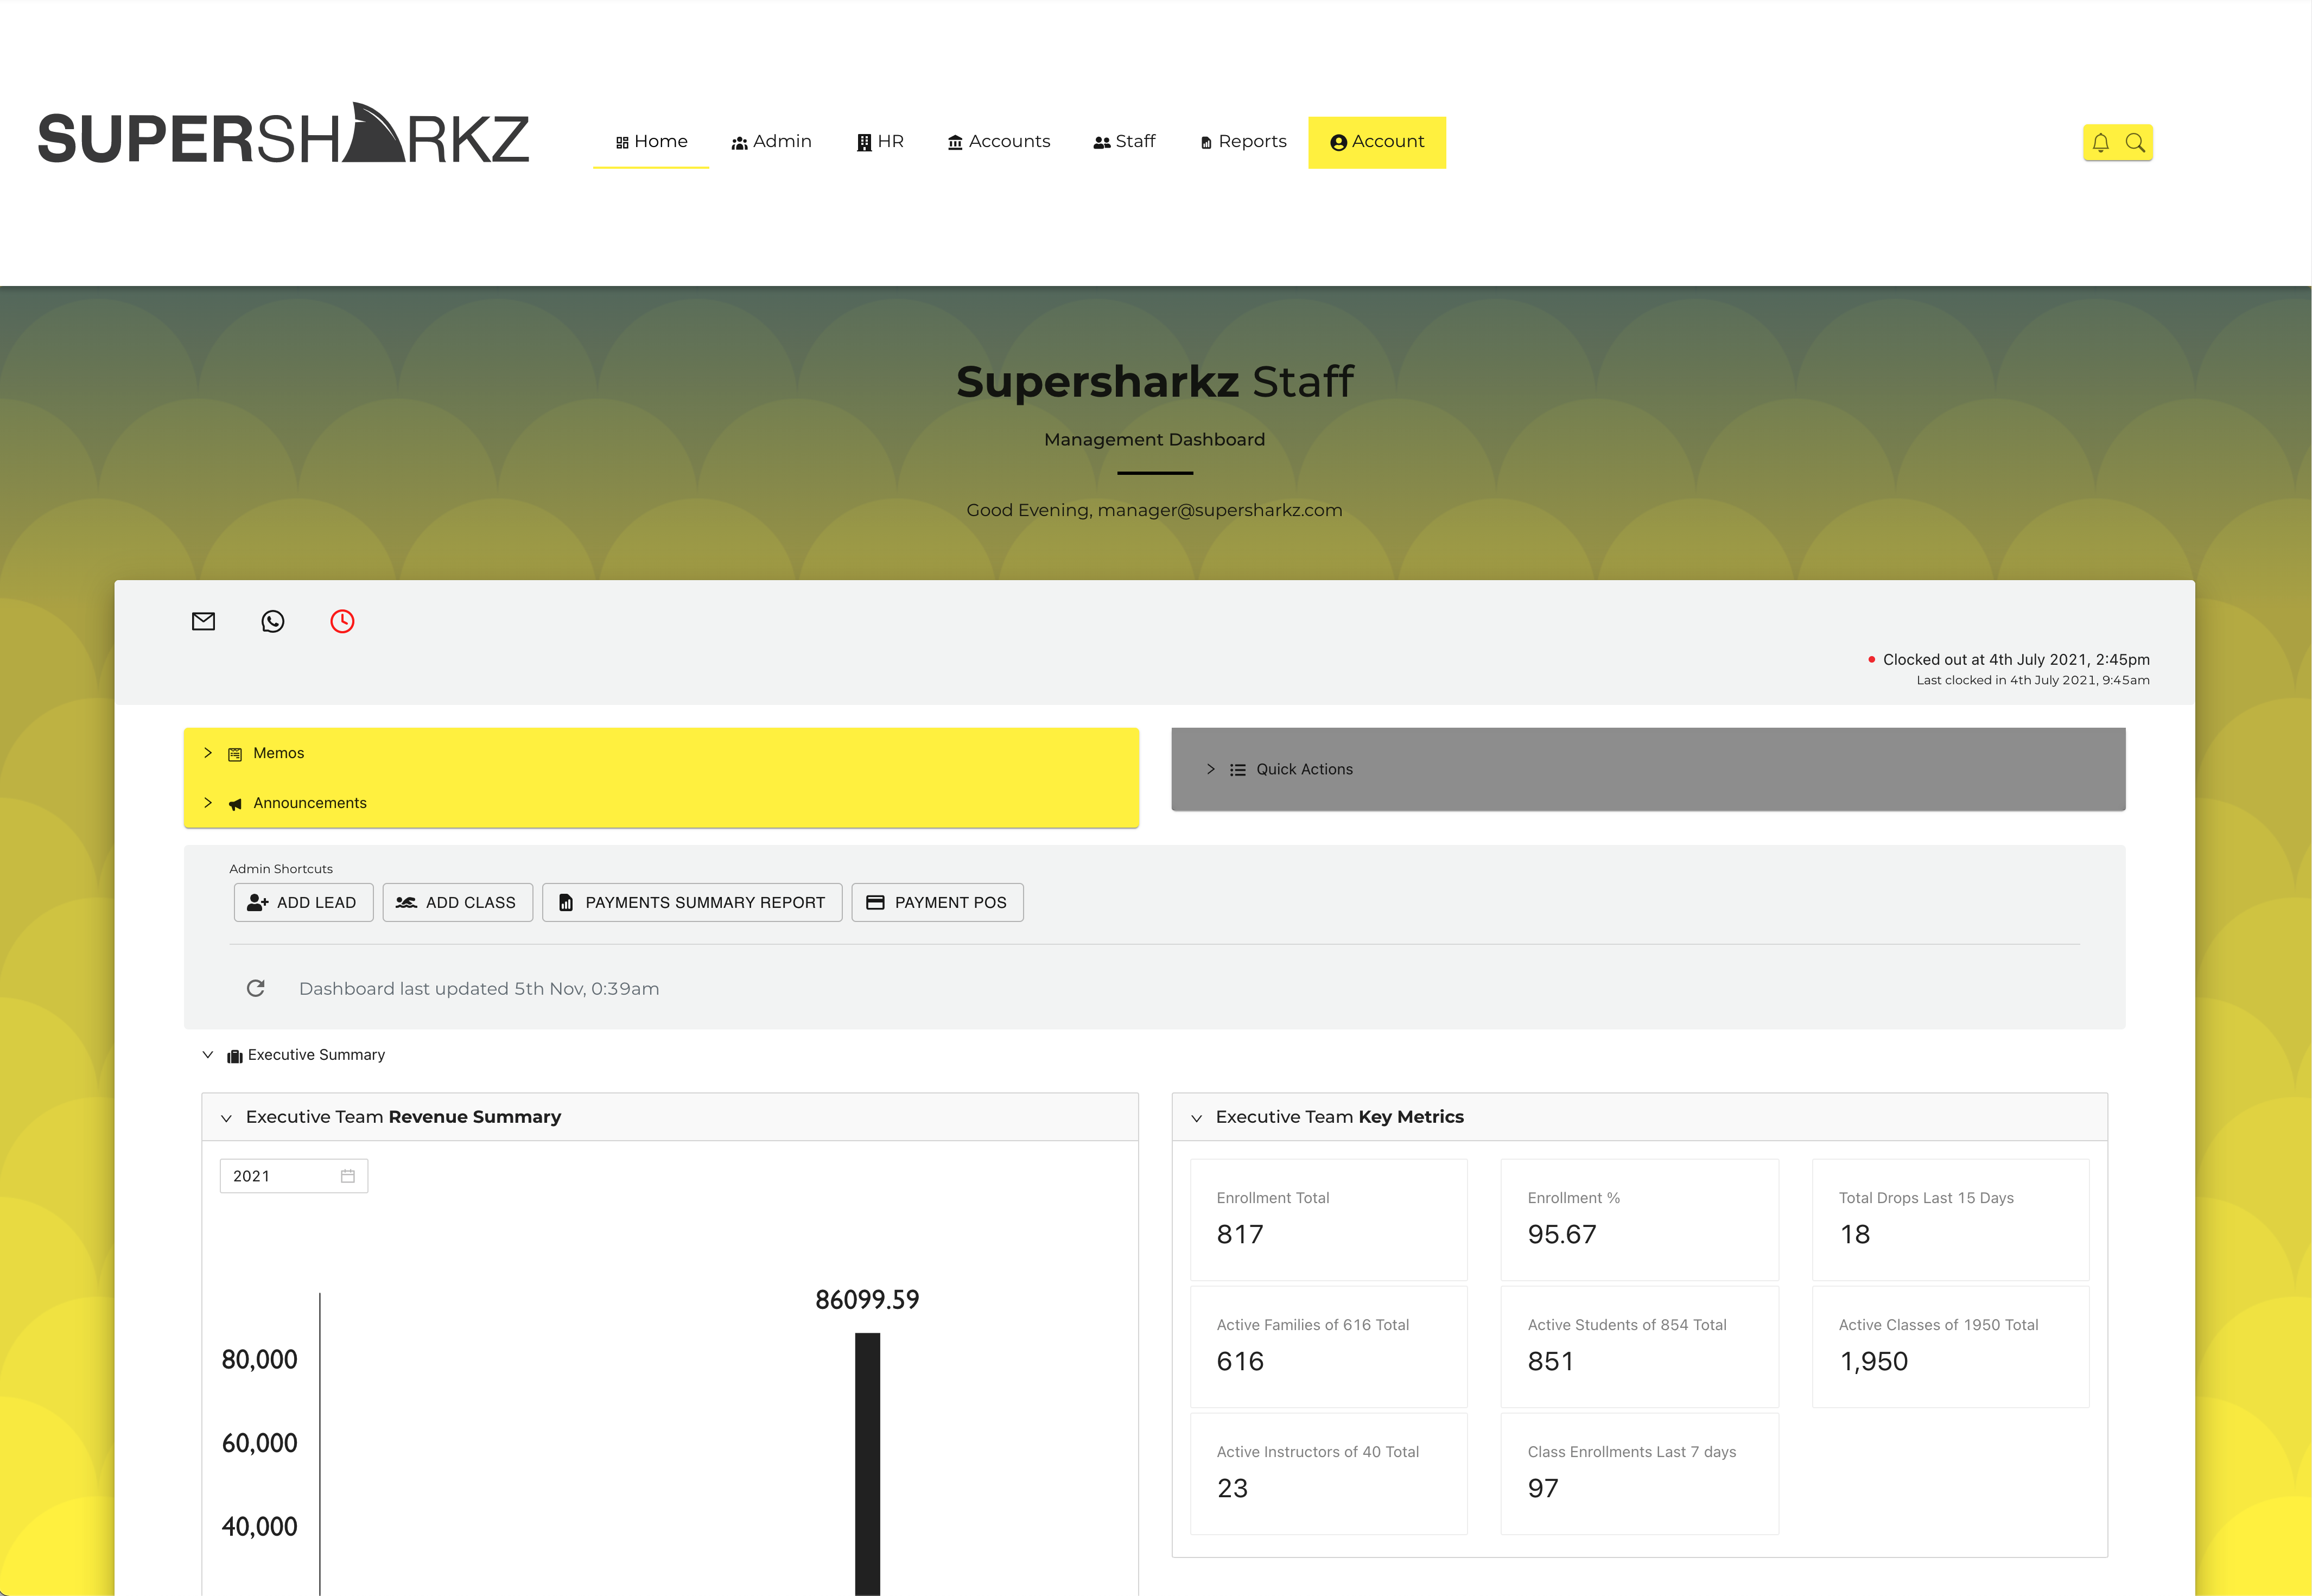 SUPERSHARKZ
Home Admin HR Accounts Staff Reports Account
Supersharkz Staff
Management Dashboard
Good Evening, manager@supersharkz.com
Clocked out at 4th July 2021, 2:45pm
Last clocked in 4th July 2021, 9:45am
Memos
Announcements
Quick Actions
Admin Shortcuts
ADD LEAD ADD CLASS PAYMENTS SUMMARY REPORT PAYMENT POS
Dashboard last updated 5th Nov, 0:39am
Executive Summary
Executive Team Revenue Summary
2021
86099.59
80,000
60,000
40,000
Executive Team Key Metrics
Enrollment Total
817
Enrollment %
95.67
Total Drops Last 15 Days
18
Active Families of 616 Total
616
Active Students of 854 Total
851
Active Classes of 1950 Total
1,950
Active Instructors of 40 Total
23
Class Enrollments Last 7 days
97